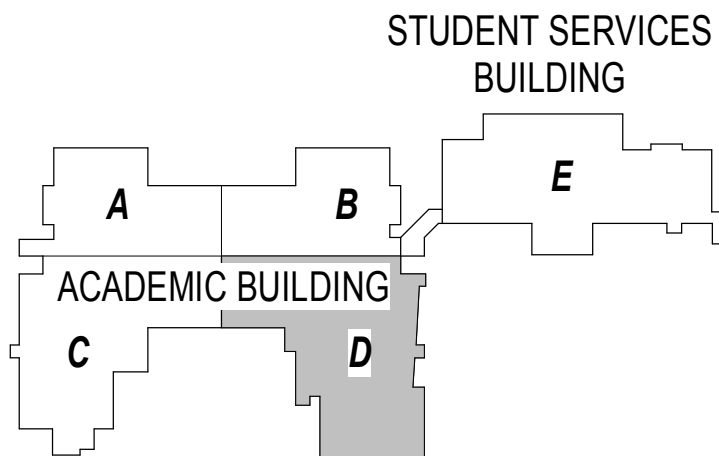 STUDENT SERVICES
BUILDING
A
B
E
ACADEMIC BUILDING
C
D